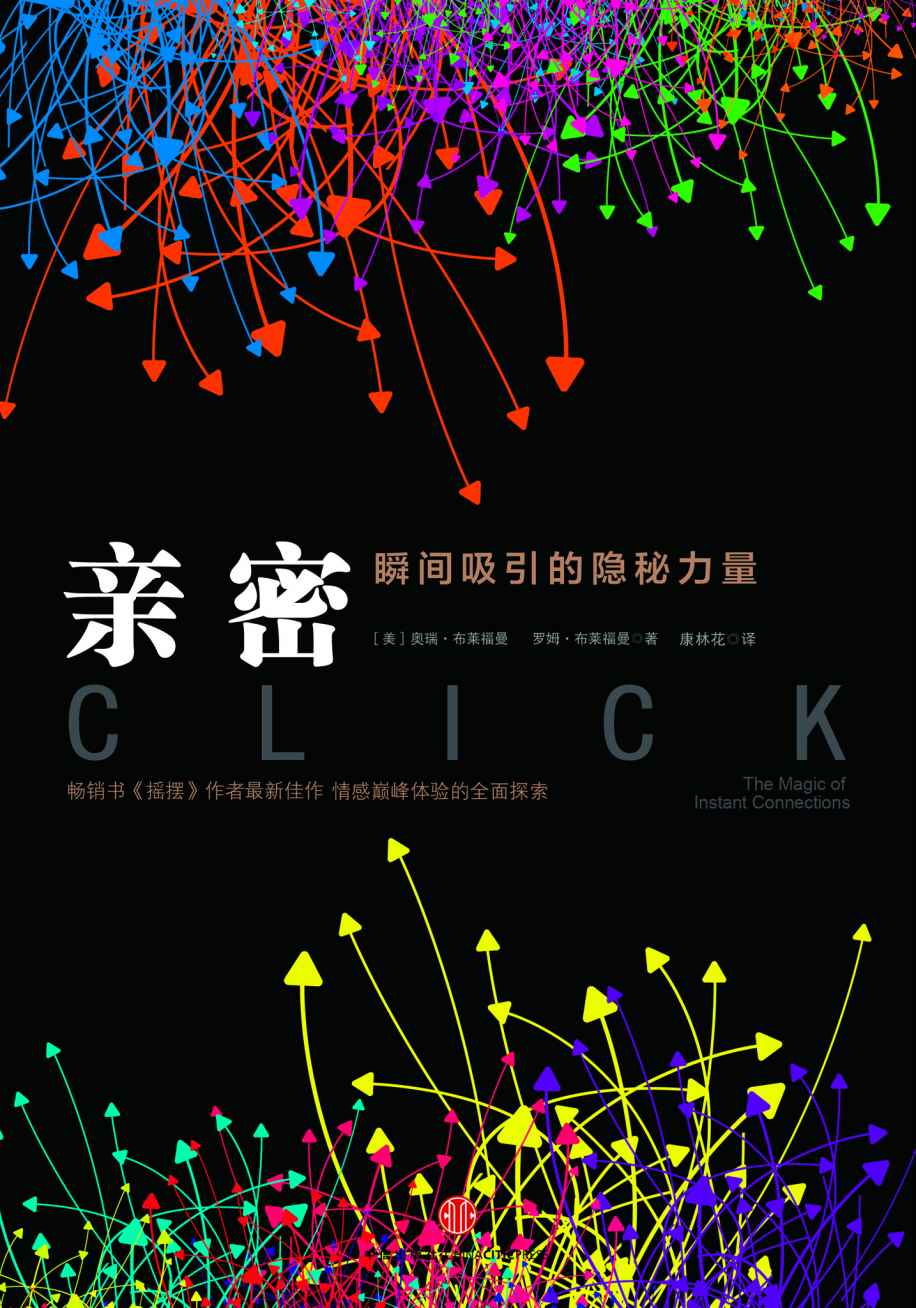 亲密
瞬间吸引的隐秘力量
[美]奥瑞·布莱福曼 罗姆·布莱福曼◎著 康林花◎译
CLICK
畅销书《摇摆》作者最新佳作 情感巅峰体验的全面探索
The Magic of
Instant Connections